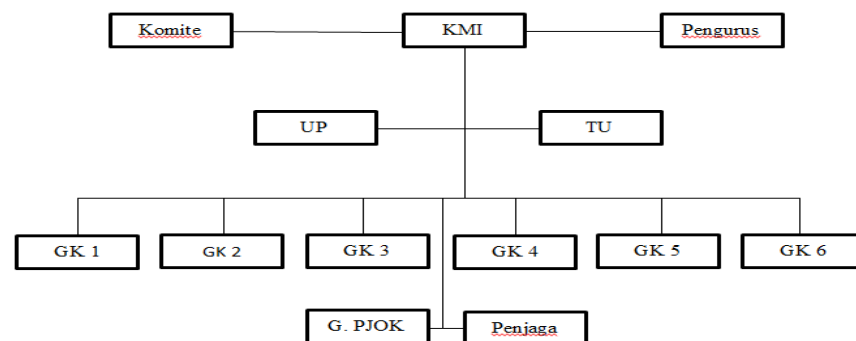 Komite
KMI
Pengurus
UP
TU
GK 1
GK 2
GK 3
GK 4
GK 5
GK 6
G. PJOK
Penjaga